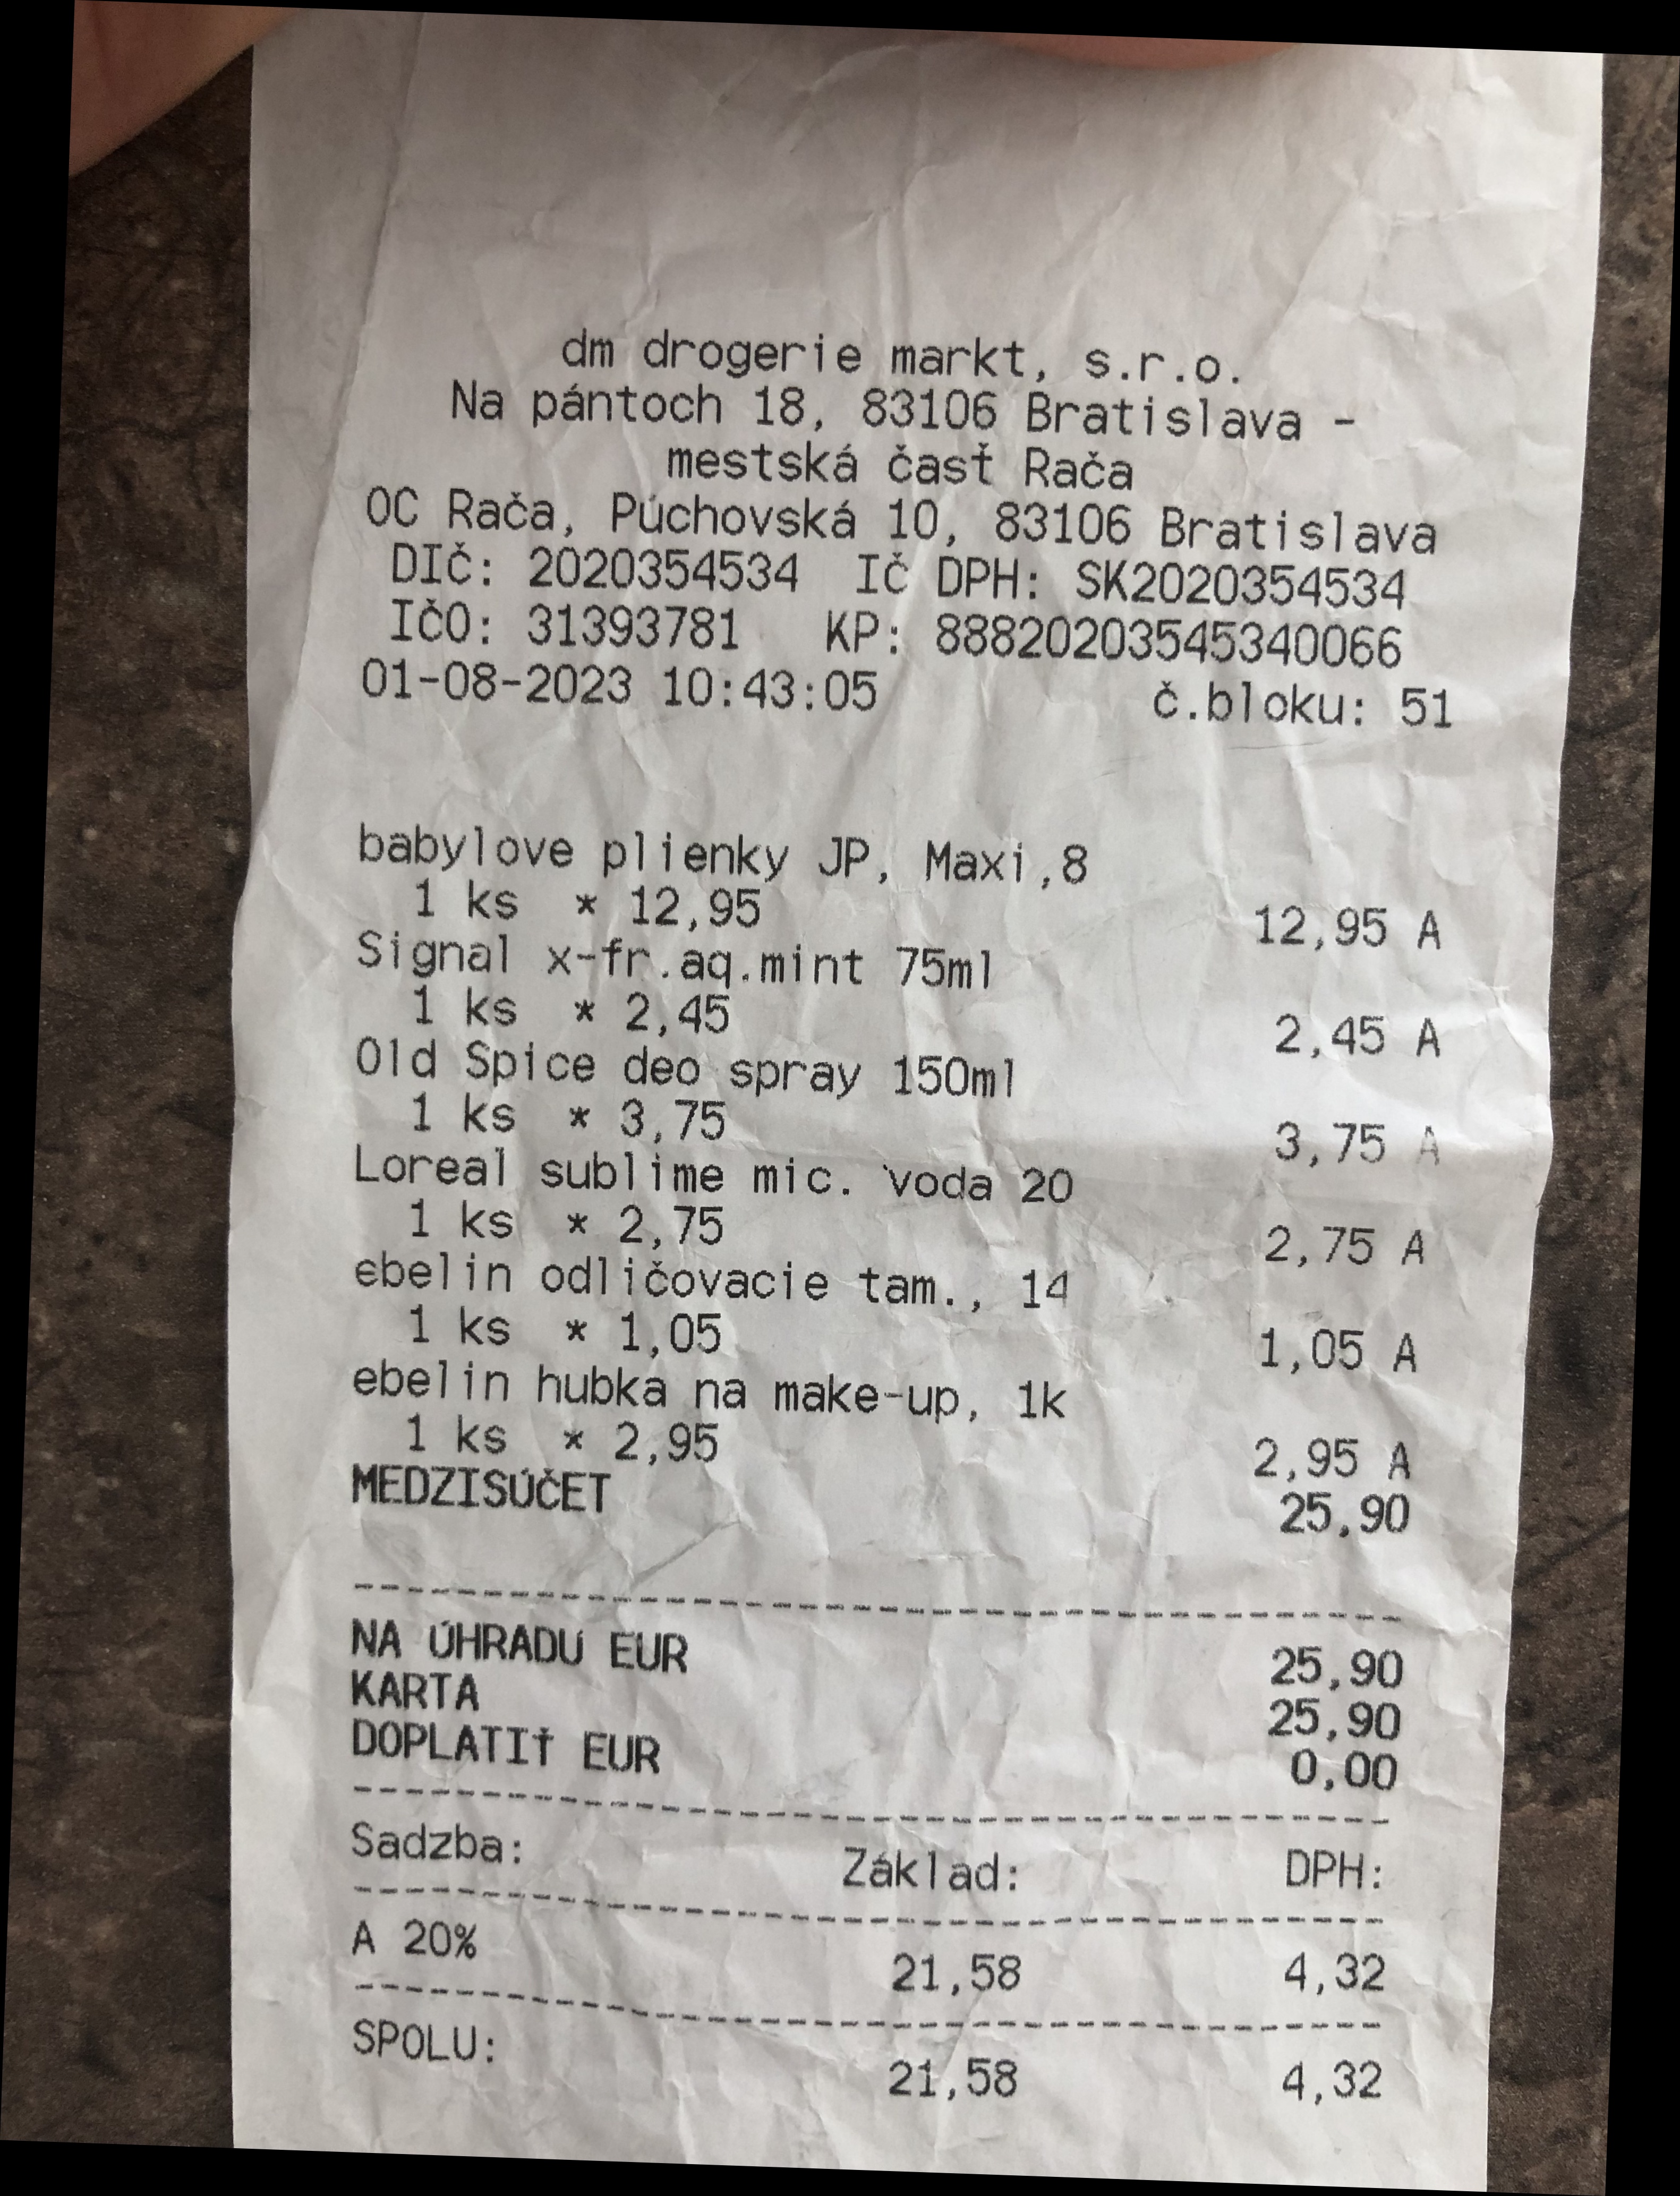 dm drogerie markt, s.r.o.
Na pántoch 18, 83106 Bratislava -
mestská časť Rača
OC Rača, Púchovská 10, 83106 Bratislava
DIČ: 2020354534 IČ DPH: SK2020354534
IČO: 31393781 KP: 88820203545340066
01-08-2023 10:43:05 č.bloku: 51
babylove plienky JP, Maxi,8
1 ks * 12,95 12,95 A
Signal x-fr.aq.mint 75ml
1 ks * 2,45 2,45 A
Old Spice deo spray 150ml
1 ks * 3,75 3,75 A
Loreal sublime mic. voda 20
1 ks * 2,75 2,75 A
ebelin odličovacie tam., 14
1 ks * 1,05 1,05 A
ebelin hubka na make-up, 1k
1 ks * 2,95 2,95 A
MEDZISÚČET 25,90
NA ÚHRADU EUR 25,90
KARTA 25,90
DOPLATIŤ EUR 0,00
Sadzba: Základ: DPH:
A 20% 21,58 4,32
SPOLU: 21,58 4,32